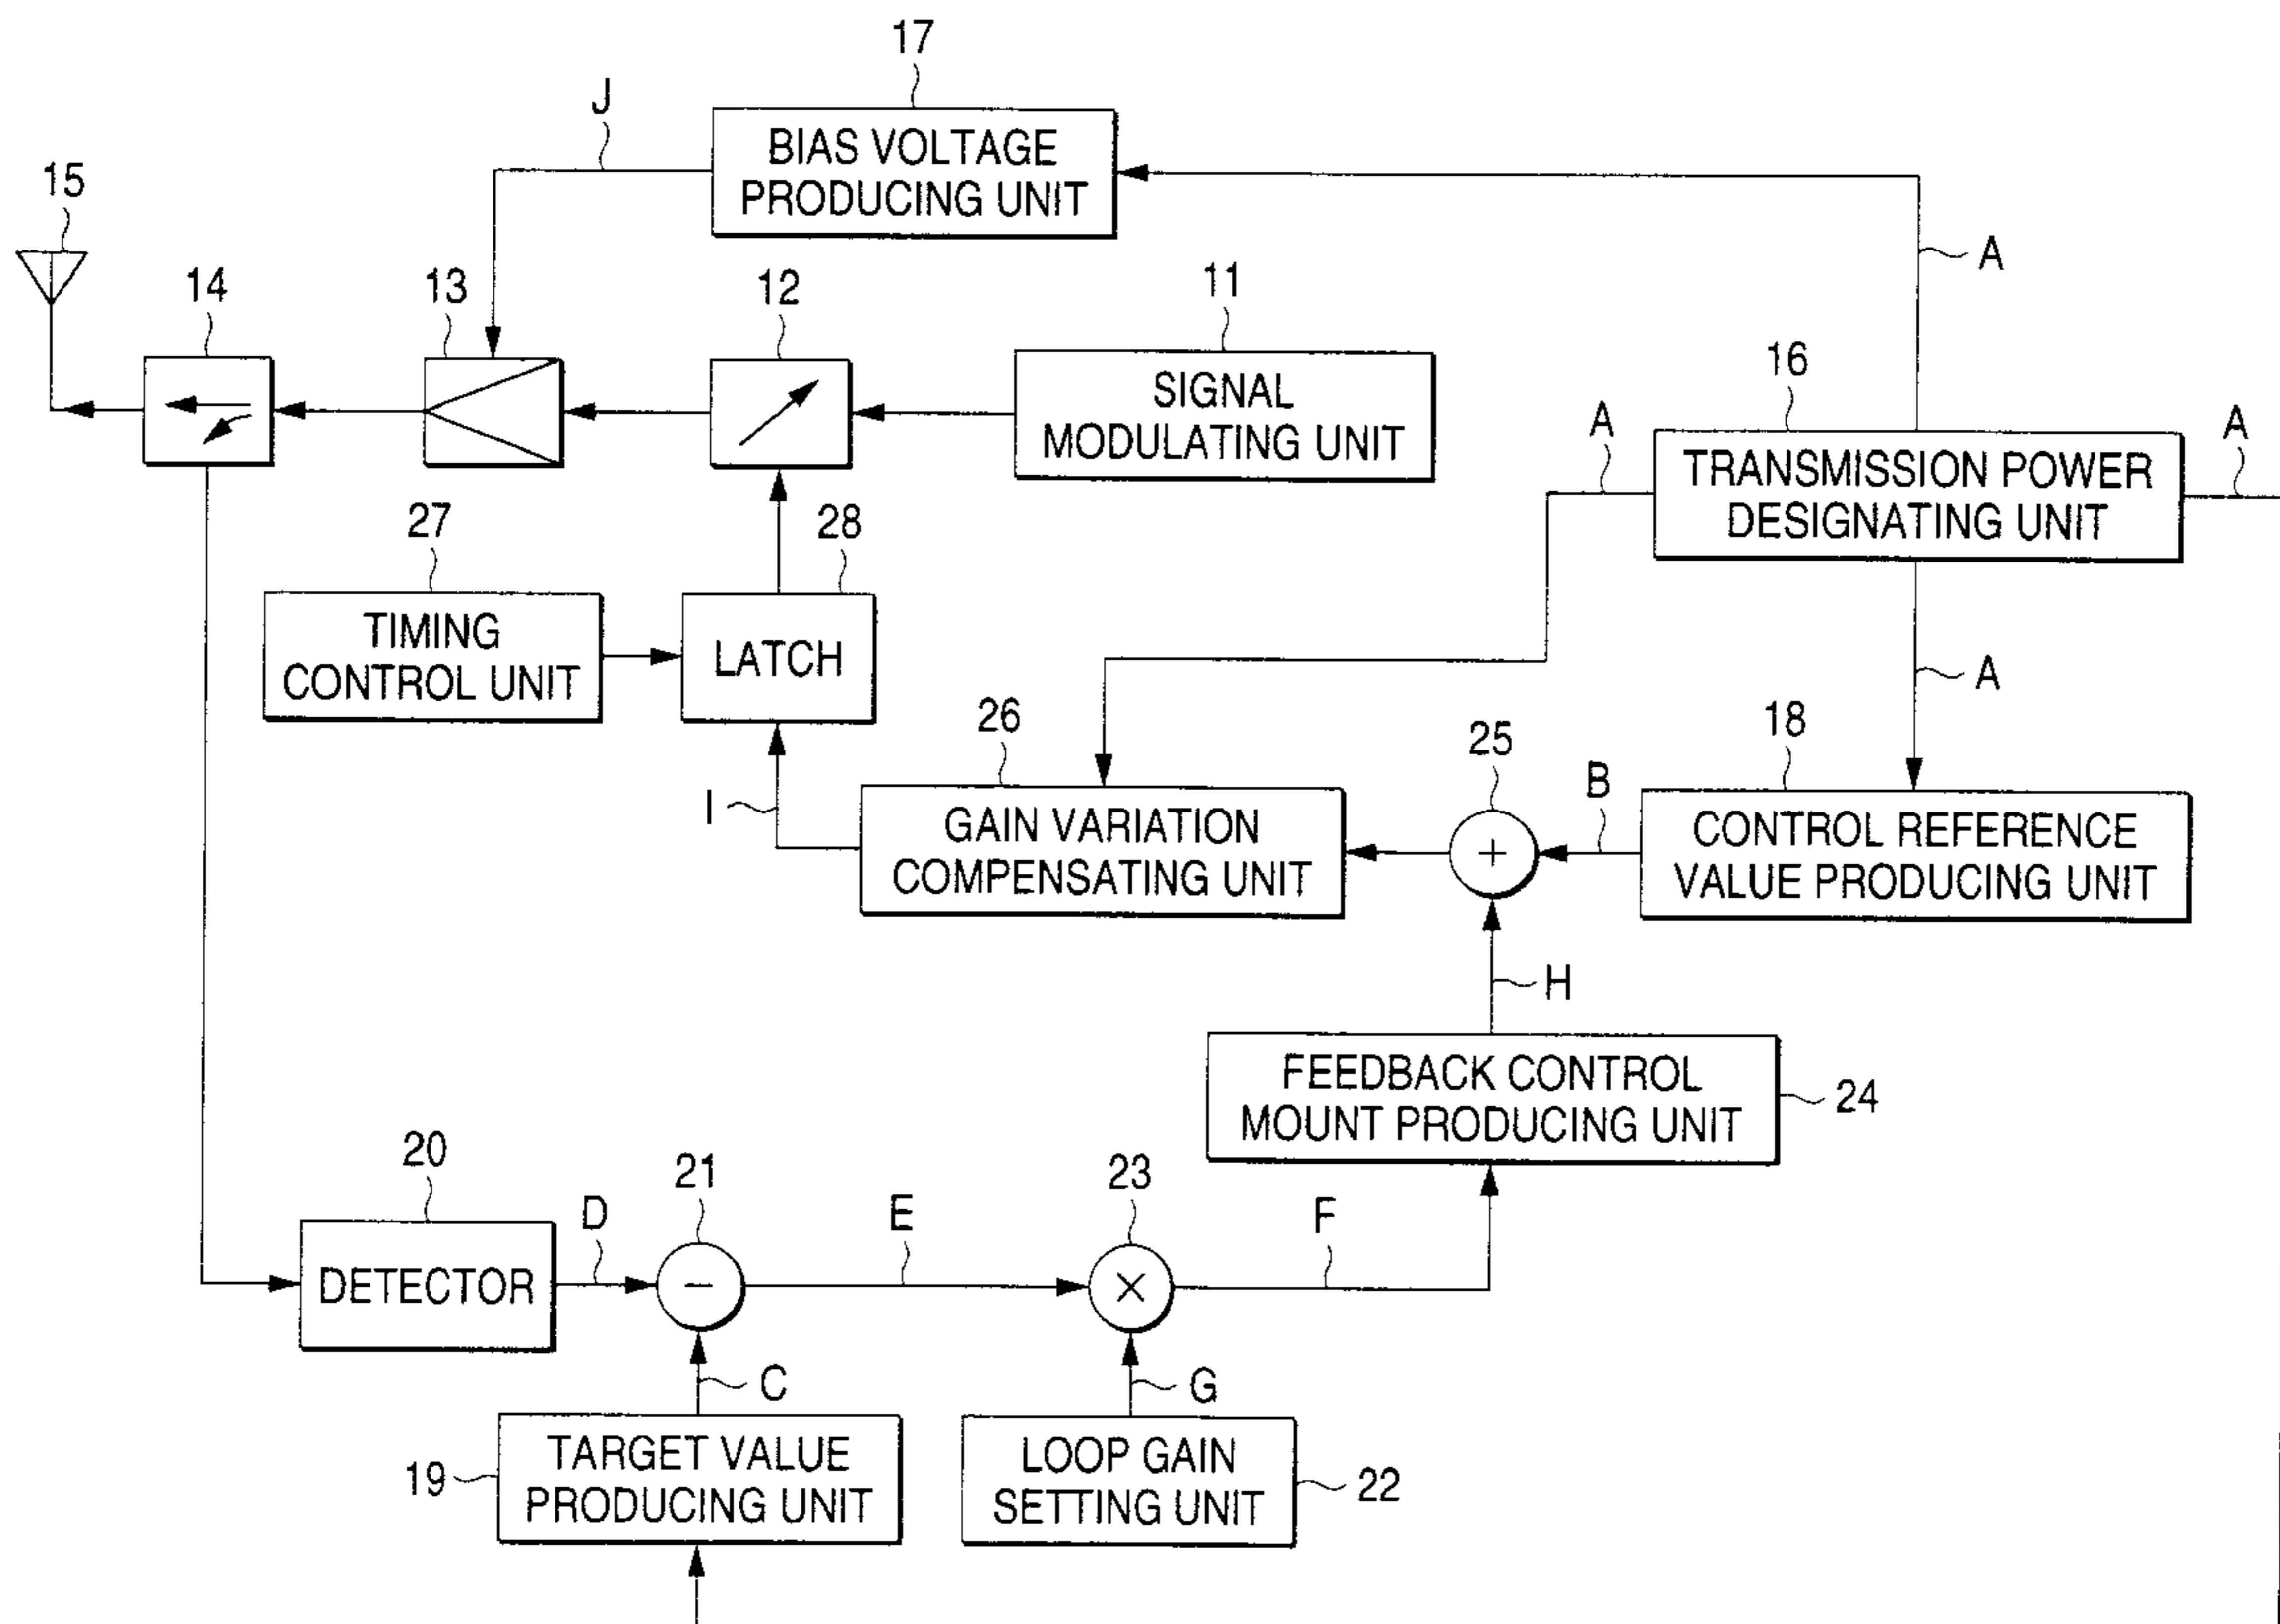 17
J
BIAS VOLTAGE
PRODUCING UNIT
15
A
14
13
12
11
SIGNAL
MODULATING UNIT
16
A
A
TRANSMISSION POWER
DESIGNATING UNIT
27
28
TIMING
CONTROL UNIT
LATCH
A
26
25
18
I
B
GAIN VARIATION
COMPENSATING UNIT
+
CONTROL REFERENCE
VALUE PRODUCING UNIT
H
FEEDBACK CONTROL
MOUNT PRODUCING UNIT
24
20
21
23
D
E
F
DETECTOR
−
×
C
G
19
TARGET VALUE
PRODUCING UNIT
LOOP GAIN
SETTING UNIT
22